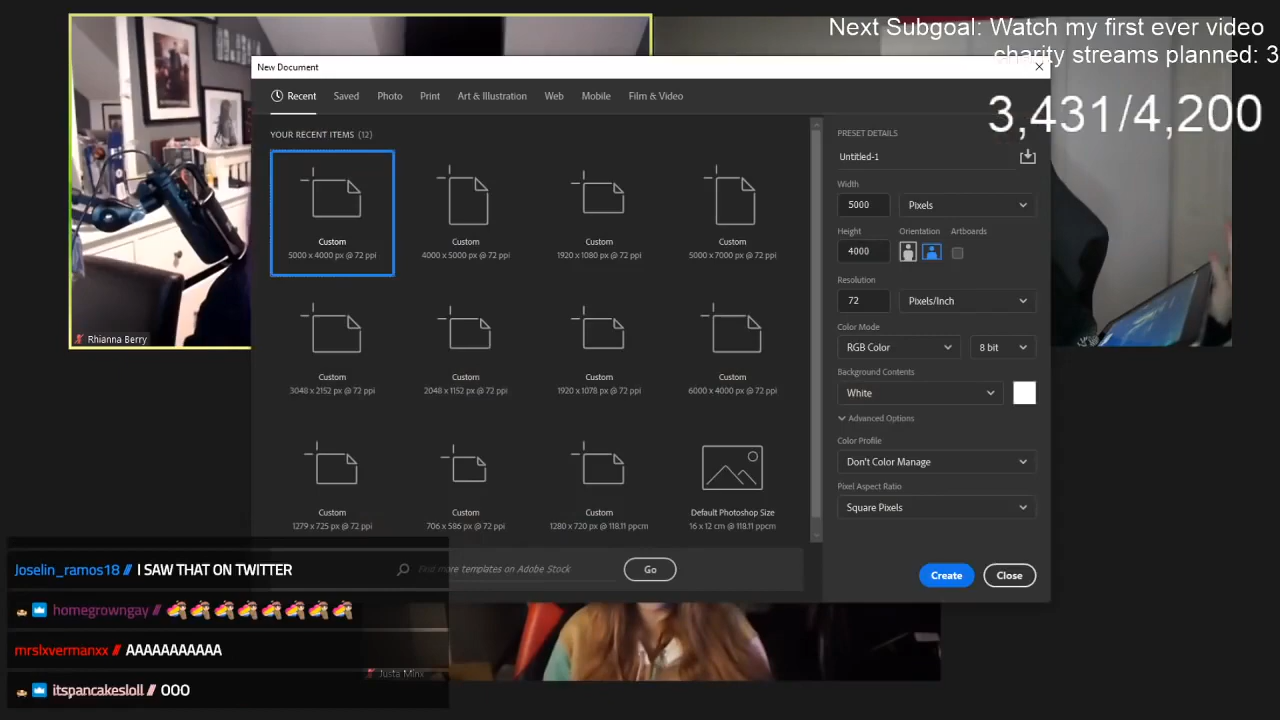 Next Subgoal: Watch my first ever video
charity streams planned: 3
3,431/4,200
New Document
Recent
Saved
Photo
Print
Art & Illustration
Web
Mobile
Film & Video
YOUR RECENT ITEMS (12)
Custom
5000 x 4000 px @ 72 ppi
Custom
4000 x 5000 px @ 72 ppi
Custom
1920 x 1080 px @ 72 ppi
Custom
5000 x 7000 px @ 72 ppi
Custom
3048 x 2152 px @ 72 ppi
Custom
2048 x 1152 px @ 72 ppi
Custom
1920 x 1078 px @ 72 ppi
Custom
6000 x 4000 px @ 72 ppi
Custom
1279 x 725 px @ 72 ppi
Custom
706 x 586 px @ 72 ppi
Custom
1280 x 720 px @ 118.11 ppcm
Default Photoshop Size
16 x 12 cm @ 118.11 ppcm
Find more templates on Adobe Stock
Go
PRESET DETAILS
Untitled-1
Width
5000 Pixels
Height Orientation Artboards
4000
Resolution
72 Pixels/Inch
Color Mode
RGB Color 8 bit
Background Contents
White
Advanced Options
Color Profile
Don't Color Manage
Pixel Aspect Ratio
Square Pixels
Create
Close
Rhianna Berry
Joselin_ramos18 // I SAW THAT ON TWITTER
homegrowngay //
mrslxvermanxx // AAAAAAAAAAA
itspancakesloll // OOO
Justa Minx